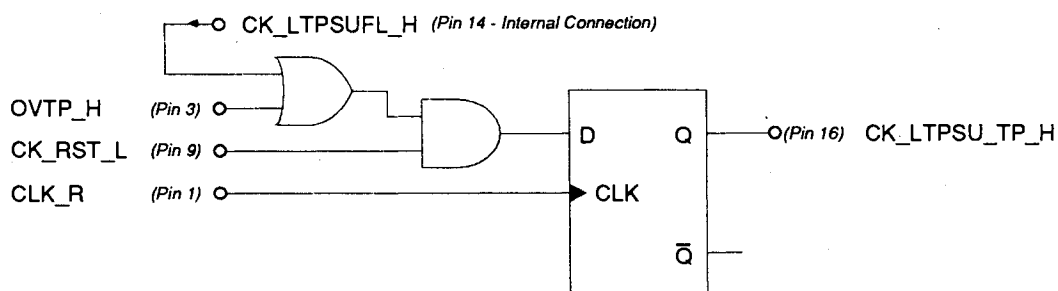 CK_LTPSUFL_H (Pin 14 - Internal Connection)
OVTP_H (Pin 3)
CK_RST_L (Pin 9)
CLK_R (Pin 1)
D Q
CLK
Q̅
(Pin 16) CK_LTPSU_TP_H